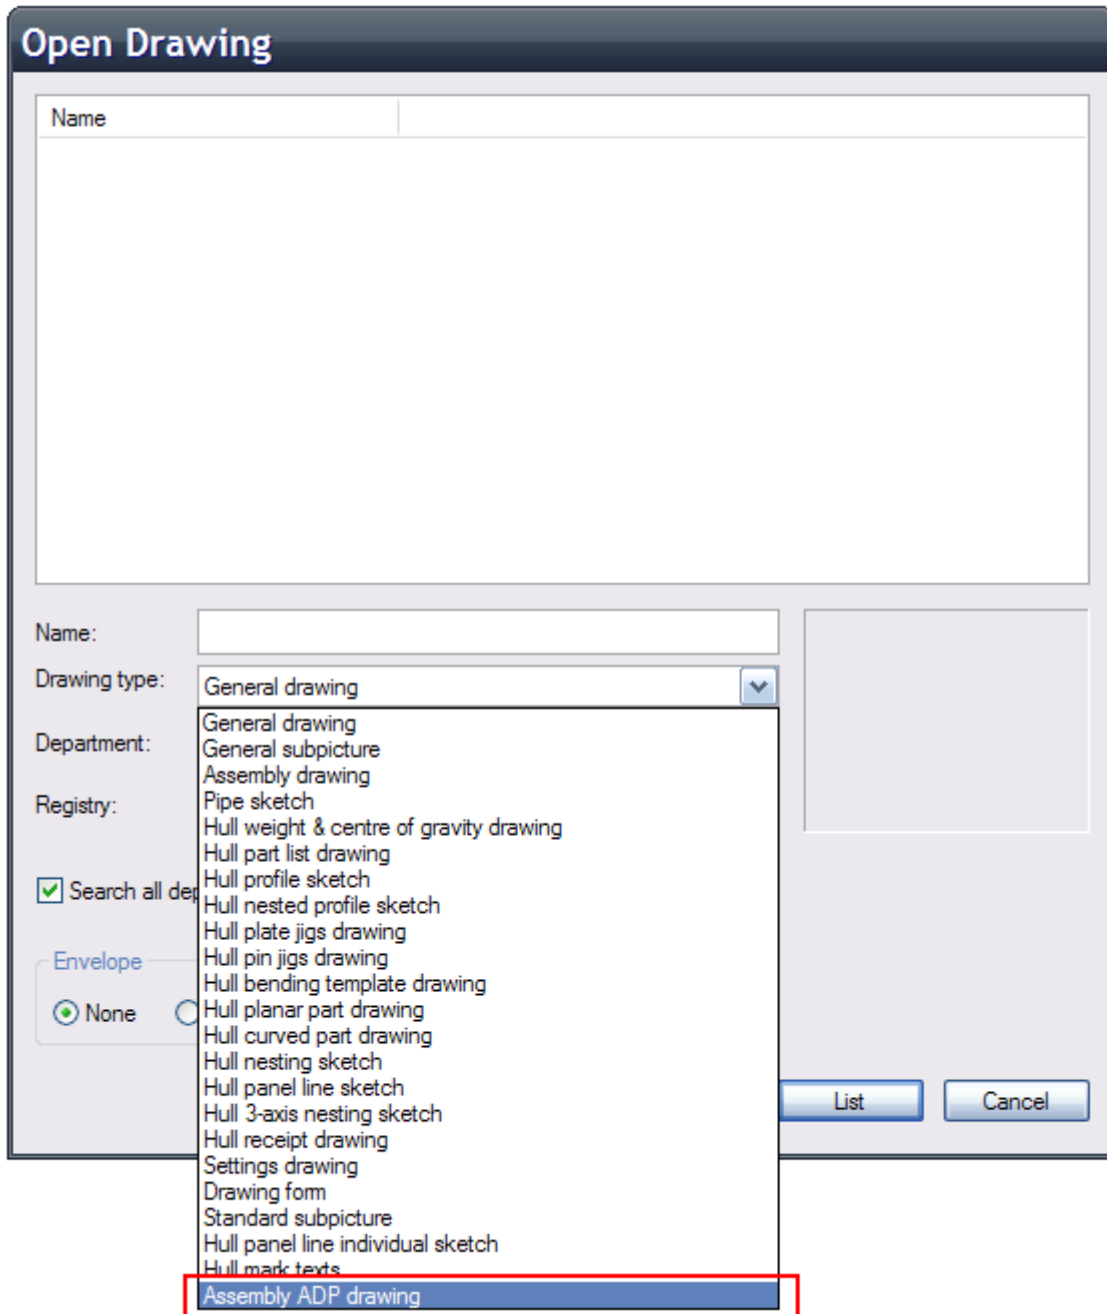 Open Drawing
Name
Name:
Drawing type:
General drawing
Department:
Registry:
General drawing
General subpicture
Assembly drawing
Pipe sketch
Hull weight & centre of gravity drawing
Hull part list drawing
Hull profile sketch
Hull nested profile sketch
Hull plate jigs drawing
Hull pin jigs drawing
Hull bending template drawing
Hull planar part drawing
Hull curved part drawing
Hull nesting sketch
Hull panel line sketch
Hull 3-axis nesting sketch
Hull receipt drawing
Settings drawing
Drawing form
Standard subpicture
Hull panel line individual sketch
Hull mark texts
Assembly ADP drawing
Search all dep
Envelope
None
List
Cancel